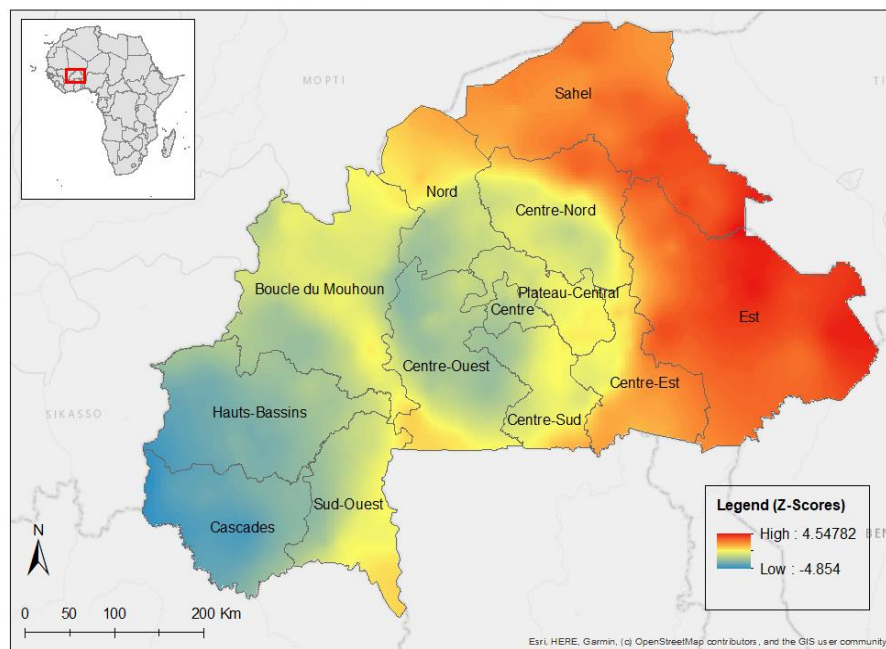 MOPTI
TI
Sahel
Nord
Centre-Nord
Boucle du Mouhoun
Plateau-Central
Centre
Est
Centre-Ouest
Centre-Est
Hauts-Bassins
SIKASSO
Centre-Sud
Sud-Ouest
Cascades
Legend (Z-Scores)
High : 4.54782
Low : -4.854
BEN
N
0 50 100 200 Km
Esri, HERE, Garmin, (c) OpenStreetMap contributors, and the GIS user community